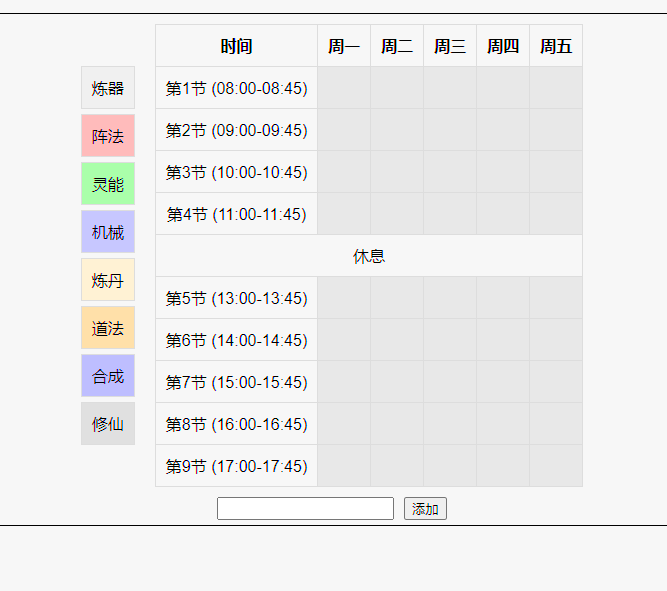 时间 周一 周二 周三 周四 周五
炼器 第1节 (08:00-08:45)
阵法 第2节 (09:00-09:45)
灵能 第3节 (10:00-10:45)
机械 第4节 (11:00-11:45)
休息
炼丹 第5节 (13:00-13:45)
道法 第6节 (14:00-14:45)
合成 第7节 (15:00-15:45)
修仙 第8节 (16:00-16:45)
第9节 (17:00-17:45)
添加